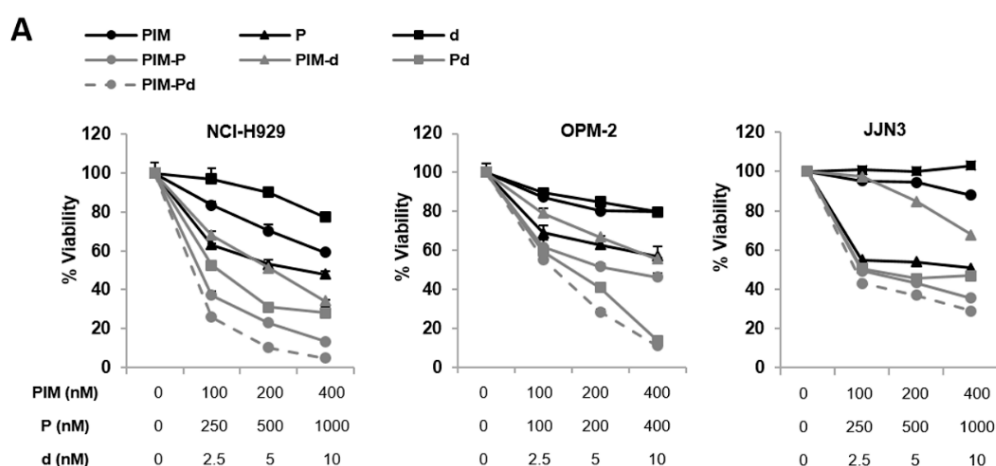 A
PIM P d
PIM-P PIM-d Pd
PIM-Pd
NCI-H929 OPM-2 JJN3
% Viability % Viability % Viability
120 120 120
100 100 100
80 80 80
60 60 60
40 40 40
20 20 20
0 0 0
PIM (nM) 0 100 200 400 0 100 200 400 0 100 200 400
P (nM) 0 250 500 1000 0 100 200 400 0 250 500 1000
d (nM) 0 2.5 5 10 0 2.5 5 10 0 2.5 5 10